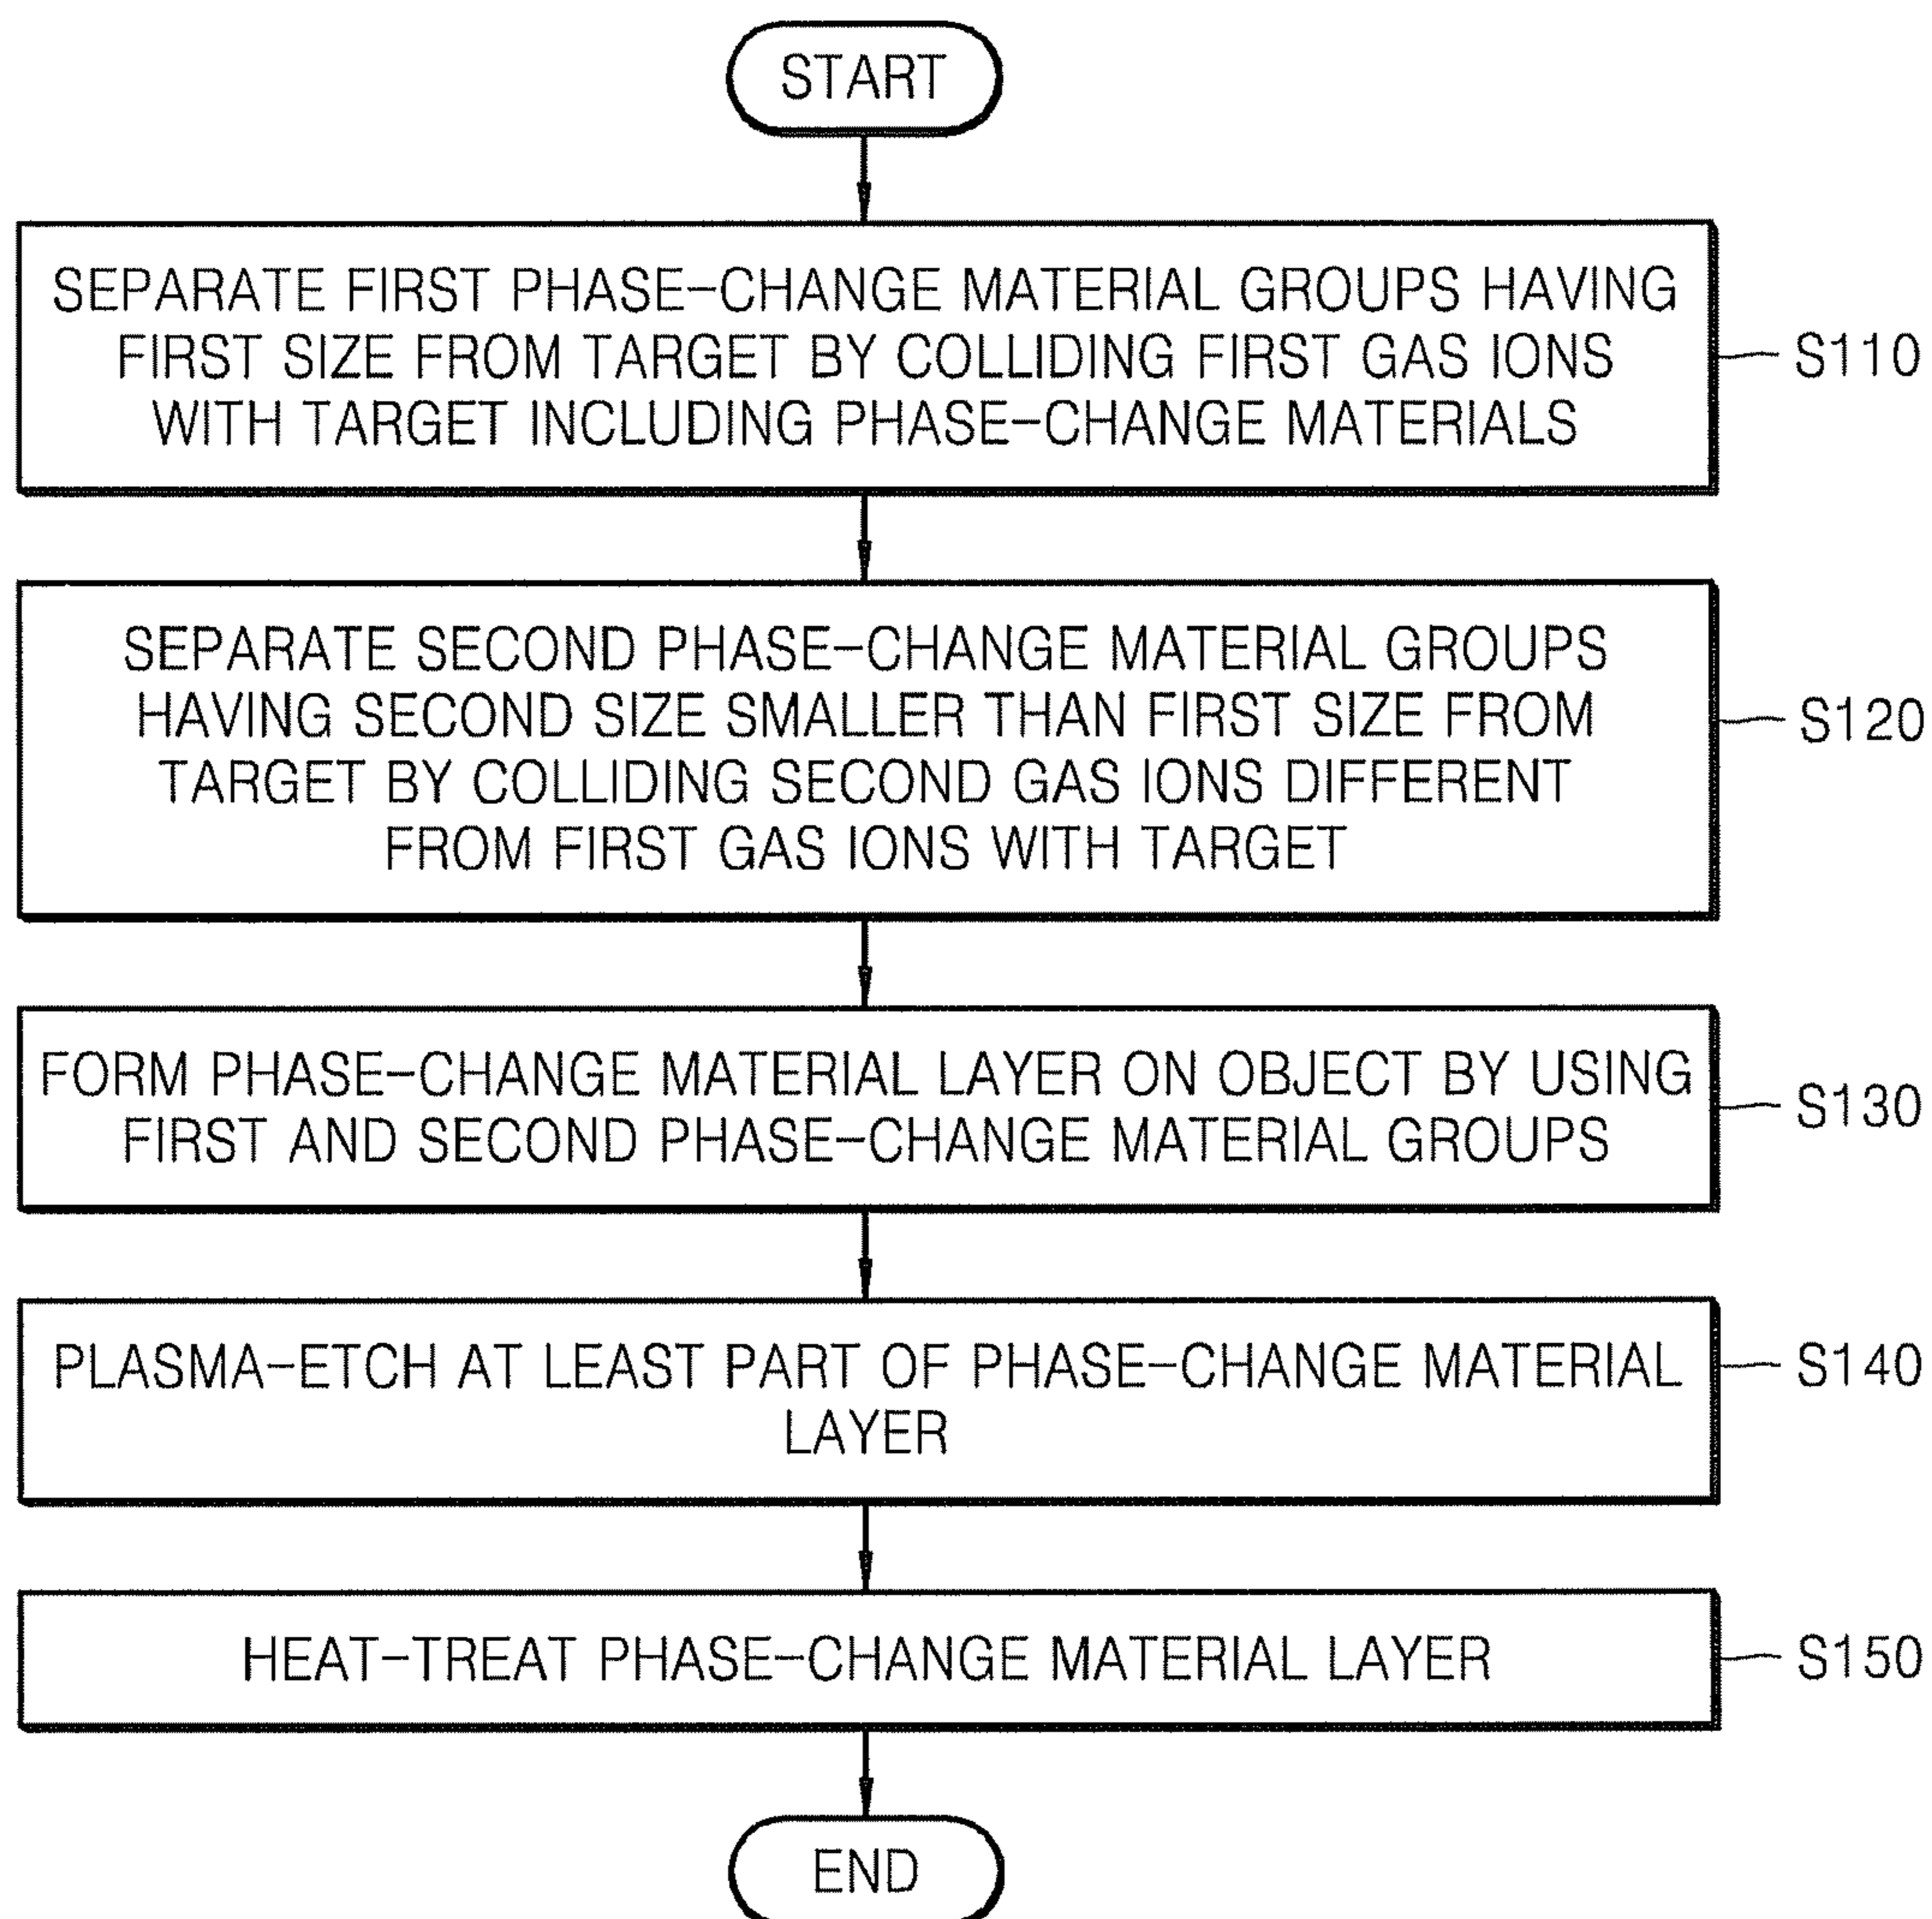 START
SEPARATE FIRST PHASE-CHANGE MATERIAL GROUPS HAVING
FIRST SIZE FROM TARGET BY COLLIDING FIRST GAS IONS
WITH TARGET INCLUDING PHASE-CHANGE MATERIALS
S110
SEPARATE SECOND PHASE-CHANGE MATERIAL GROUPS
HAVING SECOND SIZE SMALLER THAN FIRST SIZE FROM
TARGET BY COLLIDING SECOND GAS IONS DIFFERENT
FROM FIRST GAS IONS WITH TARGET
S120
FORM PHASE-CHANGE MATERIAL LAYER ON OBJECT BY USING
FIRST AND SECOND PHASE-CHANGE MATERIAL GROUPS
S130
PLASMA-ETCH AT LEAST PART OF PHASE-CHANGE MATERIAL
LAYER
S140
HEAT-TREAT PHASE-CHANGE MATERIAL LAYER
S150
END